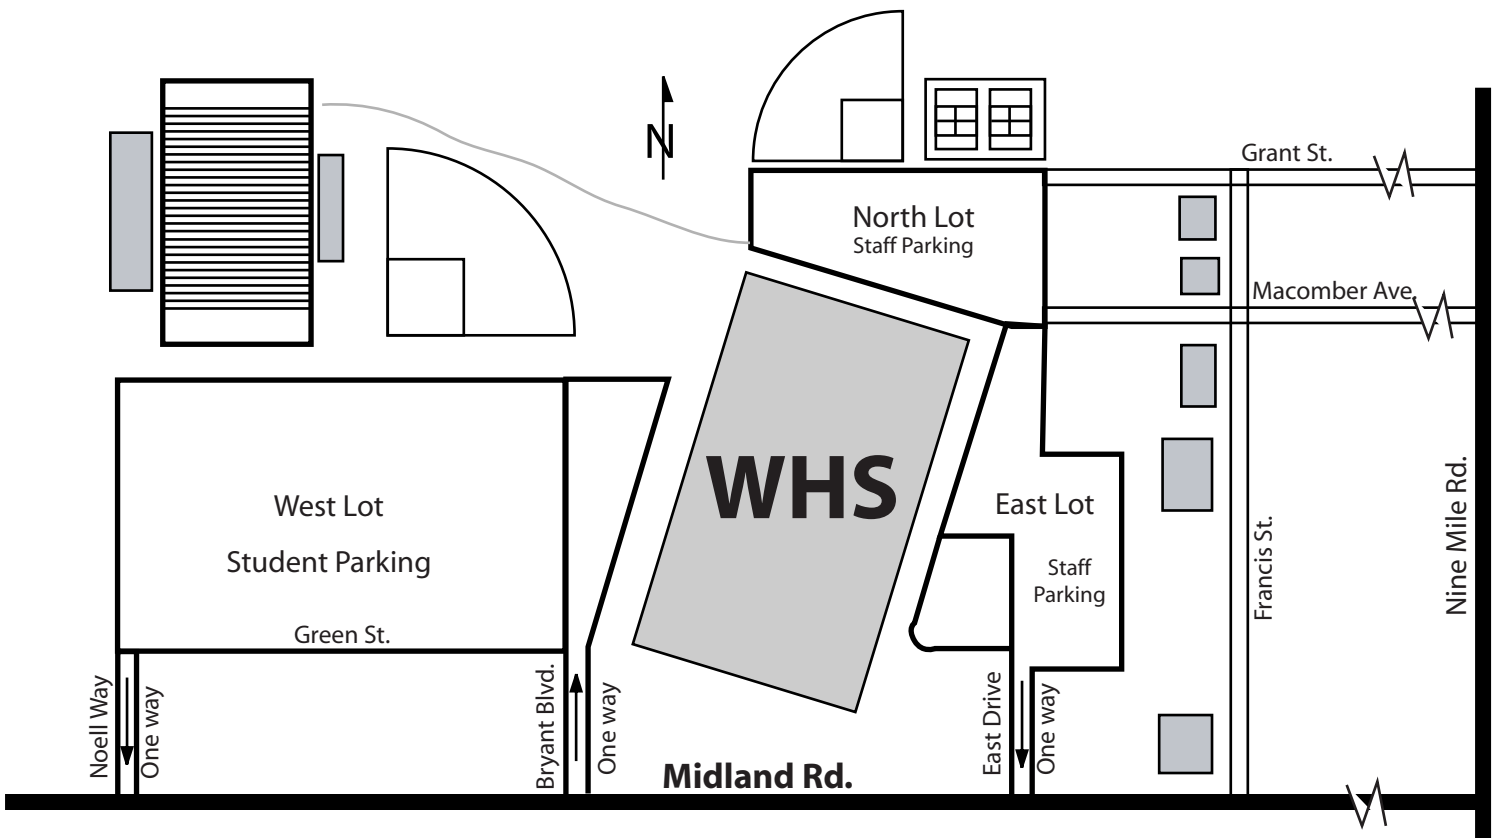 N
Grant St.
North Lot
Staff Parking
Macomber Ave.
WHS
West Lot
Student Parking
East Lot
Staff
Parking
Green St.
Francis St.
Nine Mile Rd.
Noell Way
One way
Bryant Blvd.
One way
East Drive
One way
Midland Rd.